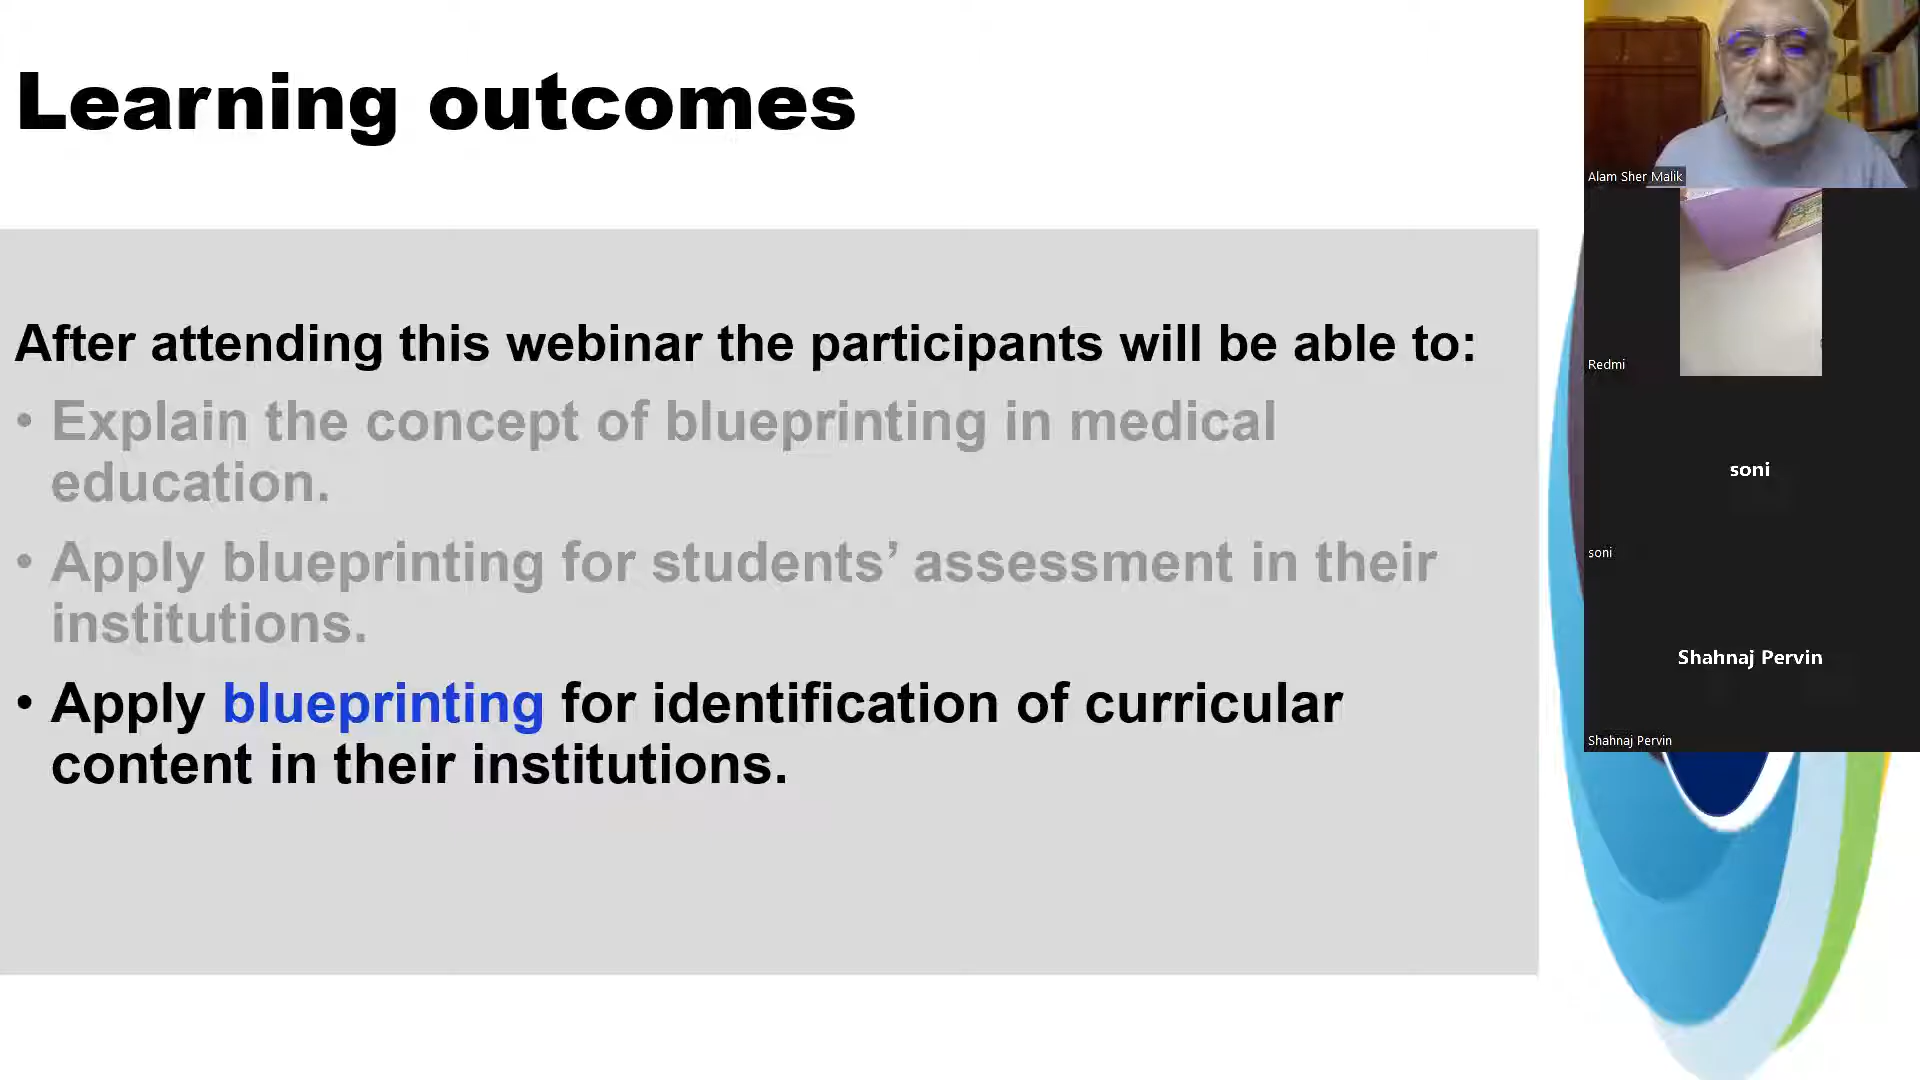 Learning outcomes
After attending this webinar the participants will be able to:
• Explain the concept of blueprinting in medical
education.
• Apply blueprinting for students’ assessment in their
institutions.
• Apply blueprinting for identification of curricular
content in their institutions.
Alam Sher Malik
Redmi
soni
soni
Shahnaj Pervin
Shahnaj Pervin